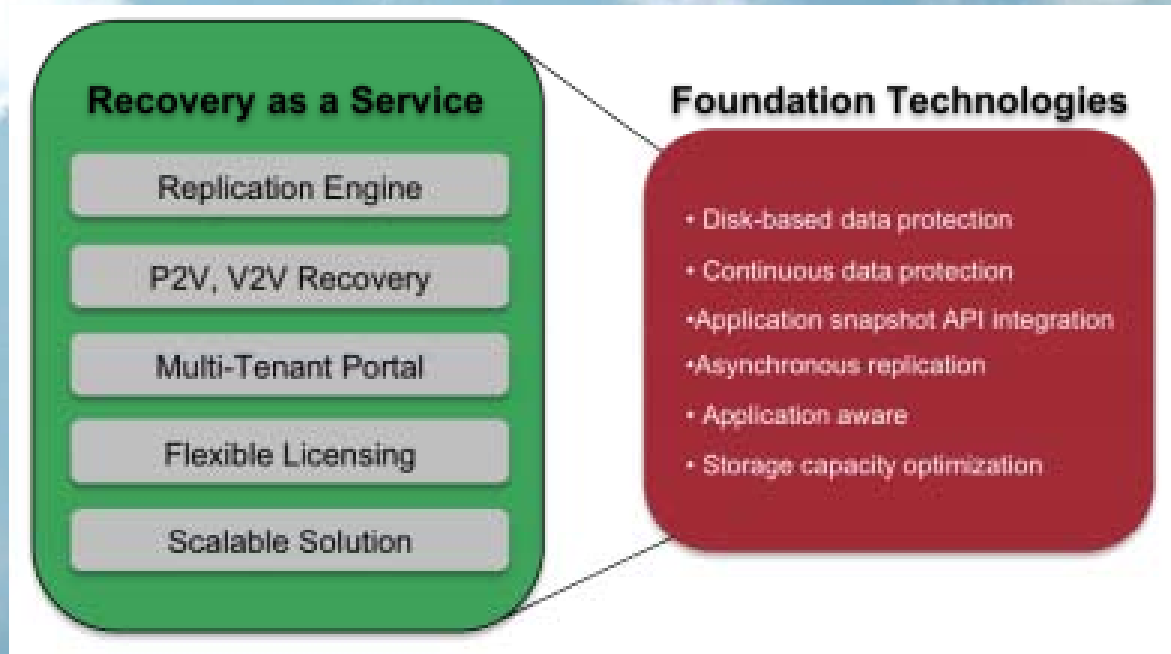 Recovery as a Service
Replication Engine
P2V, V2V Recovery
Multi-Tenant Portal
Flexible Licensing
Scalable Solution
Foundation Technologies
• Disk-based data protection
• Continuous data protection
•Application snapshot API integration
•Asynchronous replication
• Application aware
• Storage capacity optimization